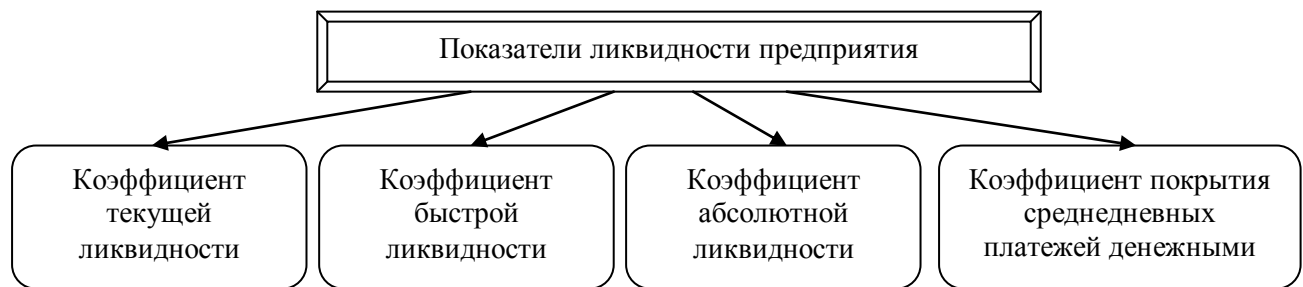 Показатели ликвидности предприятия
Коэффициент
текущей
ликвидности
Коэффициент
быстрой
ликвидности
Коэффициент
абсолютной
ликвидности
Коэффициент покрытия
среднедневных
платежей денежными